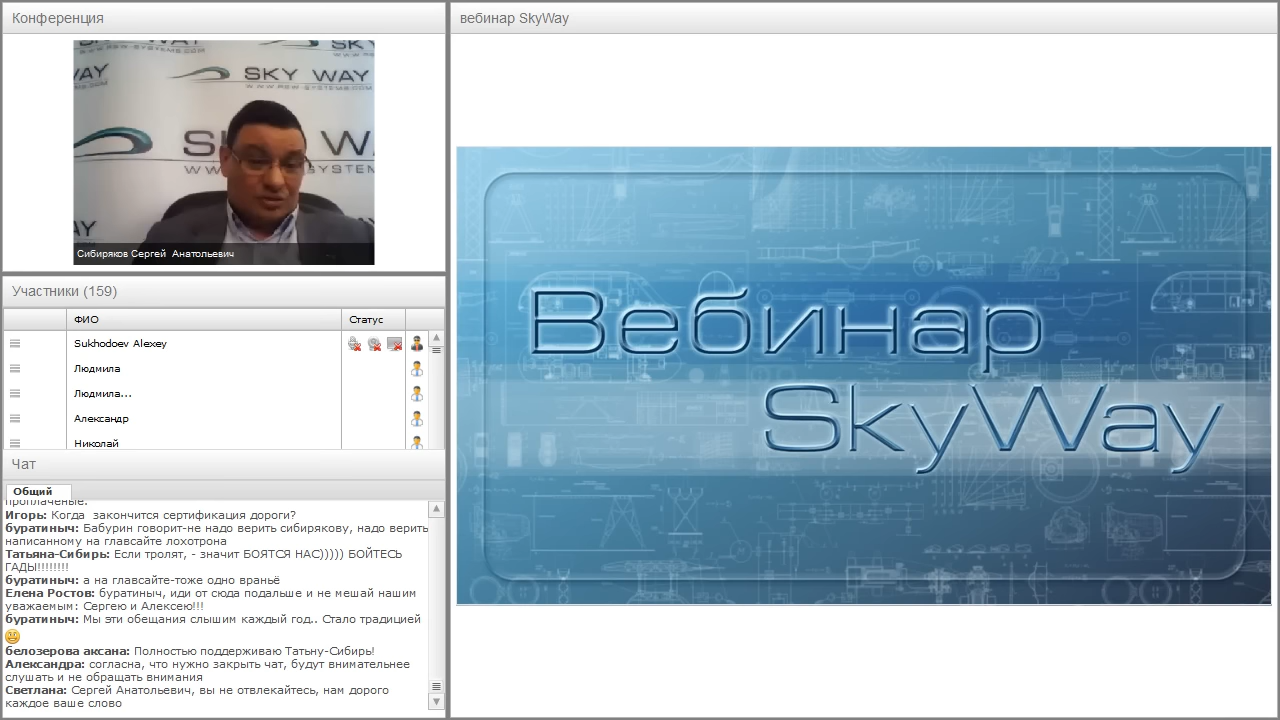 Конференция
SKY WAY
WWW.RSW-SYSTEMS.COM
Сибиряков Сергей Анатольевич
Участники (159)
ФИО
Статус
Sukhodoev Alexey
Людмила
Людмила...
Александр
Николай
Чат
Общий
проплаченые.
Игорь: Когда закончится сертификация дороги?
буратиныч: Бабурин говорит-не надо верить сибирякову, надо верить
написанному на главсайте лохотрона
Татьяна-Сибирь: Если тролят, - значит БОЯТСЯ НАС))))) БОЙТЕСЬ
ГАДЫ!!!!!!!!
буратиныч: а на главсайте-тоже одно враньё
Елена Ростов: буратиныч, иди от сюда подальше и не мешай нашим
уважаемым: Сергею и Алексею!!!
буратиныч: Мы эти обещания слышим каждый год.. Стало традицией
белозерова аксана: Полностью поддерживаю Татьну-Сибирь!
Александра: согласна, что нужно закрыть чат, будут внимательнее
слушать и не обращать внимания
Светлана: Сергей Анатольевич, вы не отвлекайтесь, нам дорого
каждое ваше слово
вебинар SkyWay
Вебинар
SkyWay